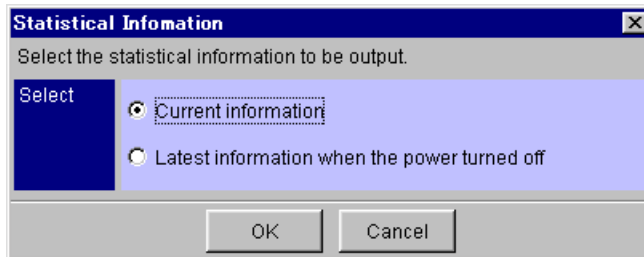 Statistical Infomation
Select the statistical information to be output.
Select
Current information
Latest information when the power turned off
OK
Cancel